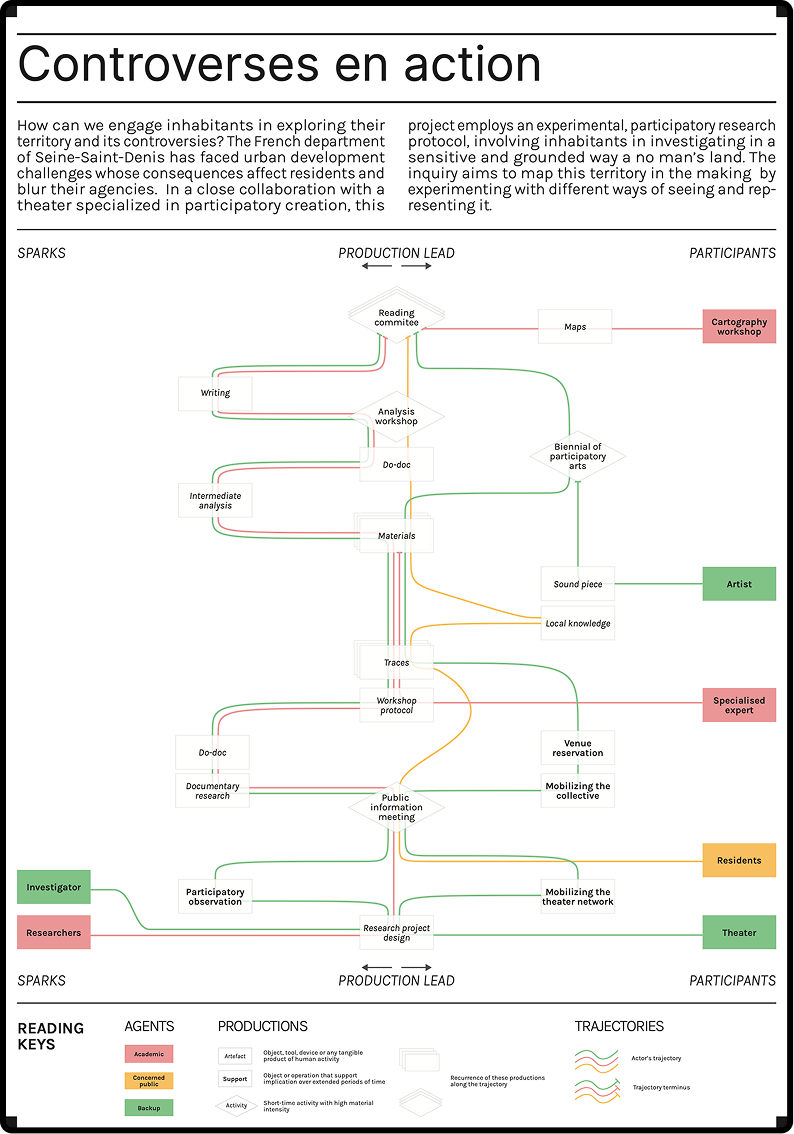 Controverses en action
How can we engage inhabitants in exploring their
territory and its controversies? The French department
of Seine-Saint-Denis has faced urban development
challenges whose consequences affect residents and
blur their agencies. In a close collaboration with a
theater specialized in participatory creation, this
project employs an experimental, participatory research
protocol, involving inhabitants in investigating in a
sensitive and grounded way a no man's land. The
inquiry aims to map this territory in the making by
experimenting with different ways of seeing and rep-
resenting it.
SPARKS
PRODUCTION LEAD
PARTICIPANTS
Reading
commitee
Maps
Cartography
workshop
Writing
Analysis
workshop
Biennial of
participatory
arts
Do-doc
Intermediate
analysis
Materials
Sound piece
Artist
Local knowledge
Traces
Workshop
protocol
Specialised
expert
Do-doc
Venue
reservation
Documentary
research
Public
information
meeting
Mobilizing the
collective
Residents
Investigator
Participatory
observation
Mobilizing the
theater network
Researchers
Research project
design
Theater
SPARKS
PRODUCTION LEAD
PARTICIPANTS
READING
KEYS
AGENTS
Academic
Concerned
public
Backup
PRODUCTIONS
Artefact
Object, tool, device or any tangible
product of human activity
Support
Object or operation that support
implication over extended periods of time
Activity
Short-time activity with high material
intensity
Recurrence of these productions
along the trajectory
TRAJECTORIES
Actor's trajectory
Trajectory terminus